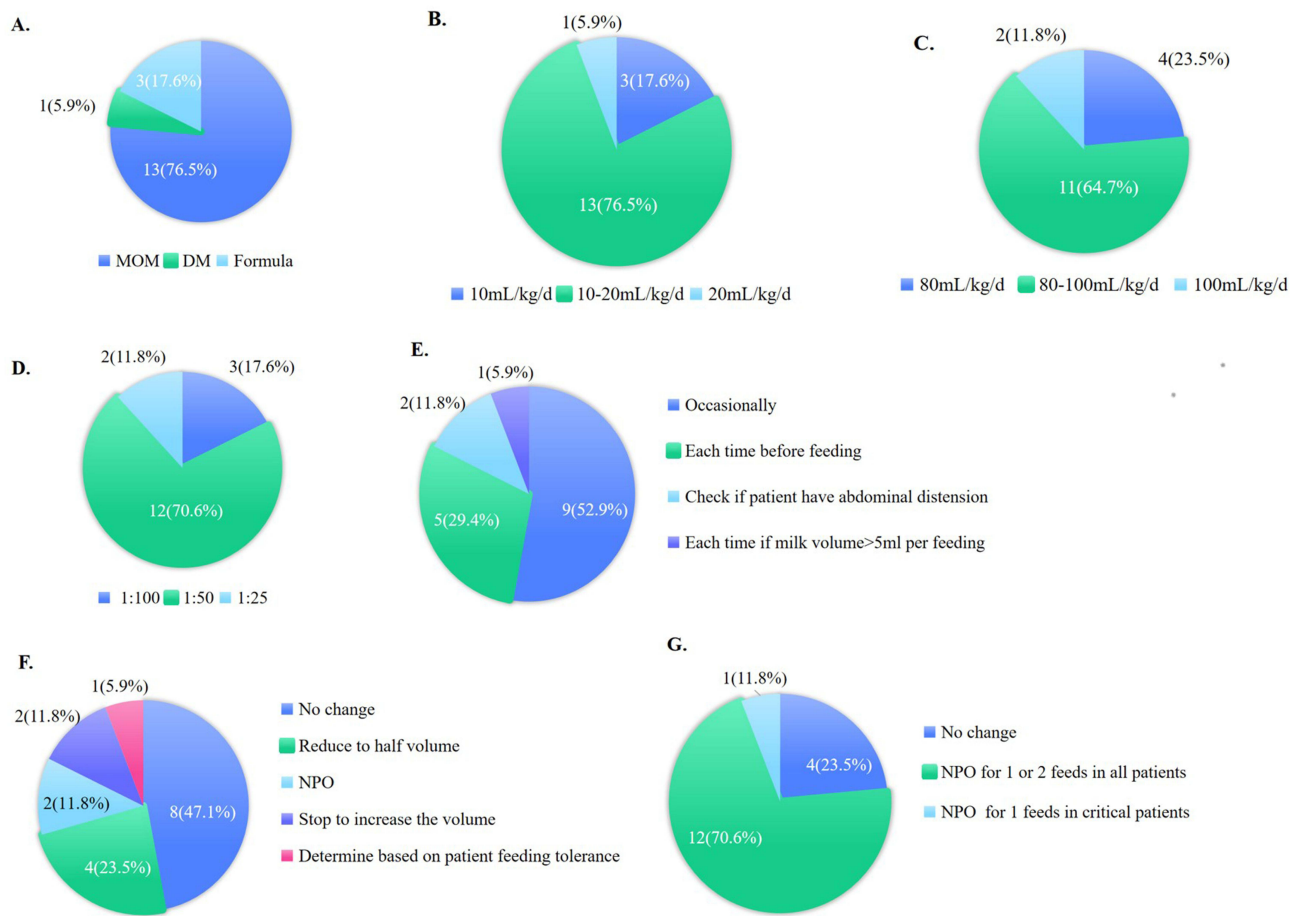 A.
3(17.6%)
1(5.9%)
13(76.5%)
MOM DM Formula
B.
1(5.9%)
3(17.6%)
13(76.5%)
10mL/kg/d 10-20mL/kg/d 20mL/kg/d
C.
2(11.8%)
4(23.5%)
11(64.7%)
80mL/kg/d 80-100mL/kg/d 100mL/kg/d
D.
2(11.8%)
3(17.6%)
12(70.6%)
1:100 1:50 1:25
E.
1(5.9%)
2(11.8%)
5(29.4%)
9(52.9%)
Occasionally
Each time before feeding
Check if patient have abdominal distension
Each time if milk volume>5ml per feeding
F.
1(5.9%)
2(11.8%)
2(11.8%)
8(47.1%)
4(23.5%)
No change
Reduce to half volume
NPO
Stop to increase the volume
Determine based on patient feeding tolerance
G.
1(11.8%)
4(23.5%)
12(70.6%)
No change
NPO for 1 or 2 feeds in all patients
NPO for 1 feeds in critical patients